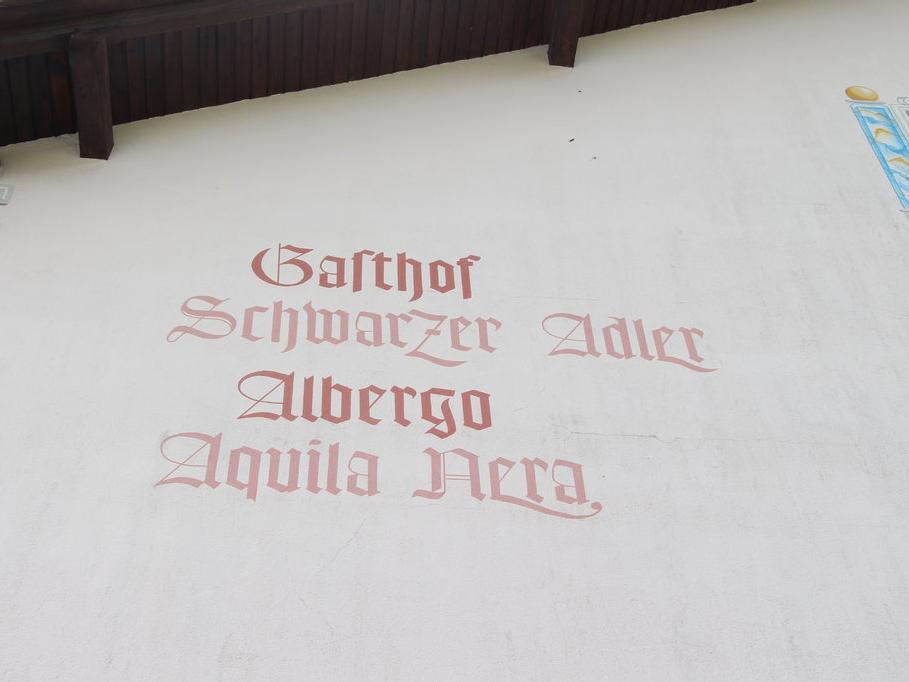 Gaſthof
Schwarzer Adler
Albergo
Aquila Nera